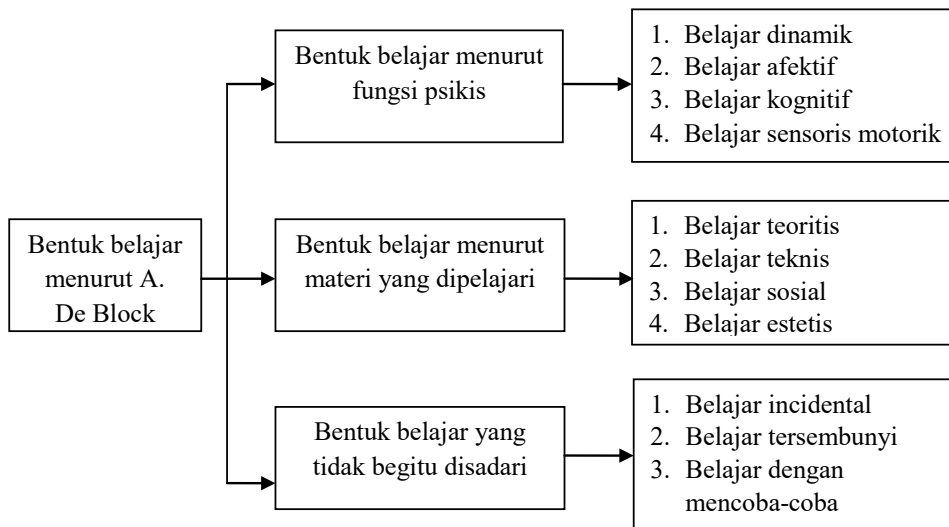 Bentuk belajar
menurut A.
De Block
Bentuk belajar menurut
fungsi psikis
1. Belajar dinamik
2. Belajar afektif
3. Belajar kognitif
4. Belajar sensoris motorik
Bentuk belajar menurut
materi yang dipelajari
1. Belajar teoritis
2. Belajar teknis
3. Belajar sosial
4. Belajar estetis
Bentuk belajar yang
tidak begitu disadari
1. Belajar incidental
2. Belajar tersembunyi
3. Belajar dengan
mencoba-coba